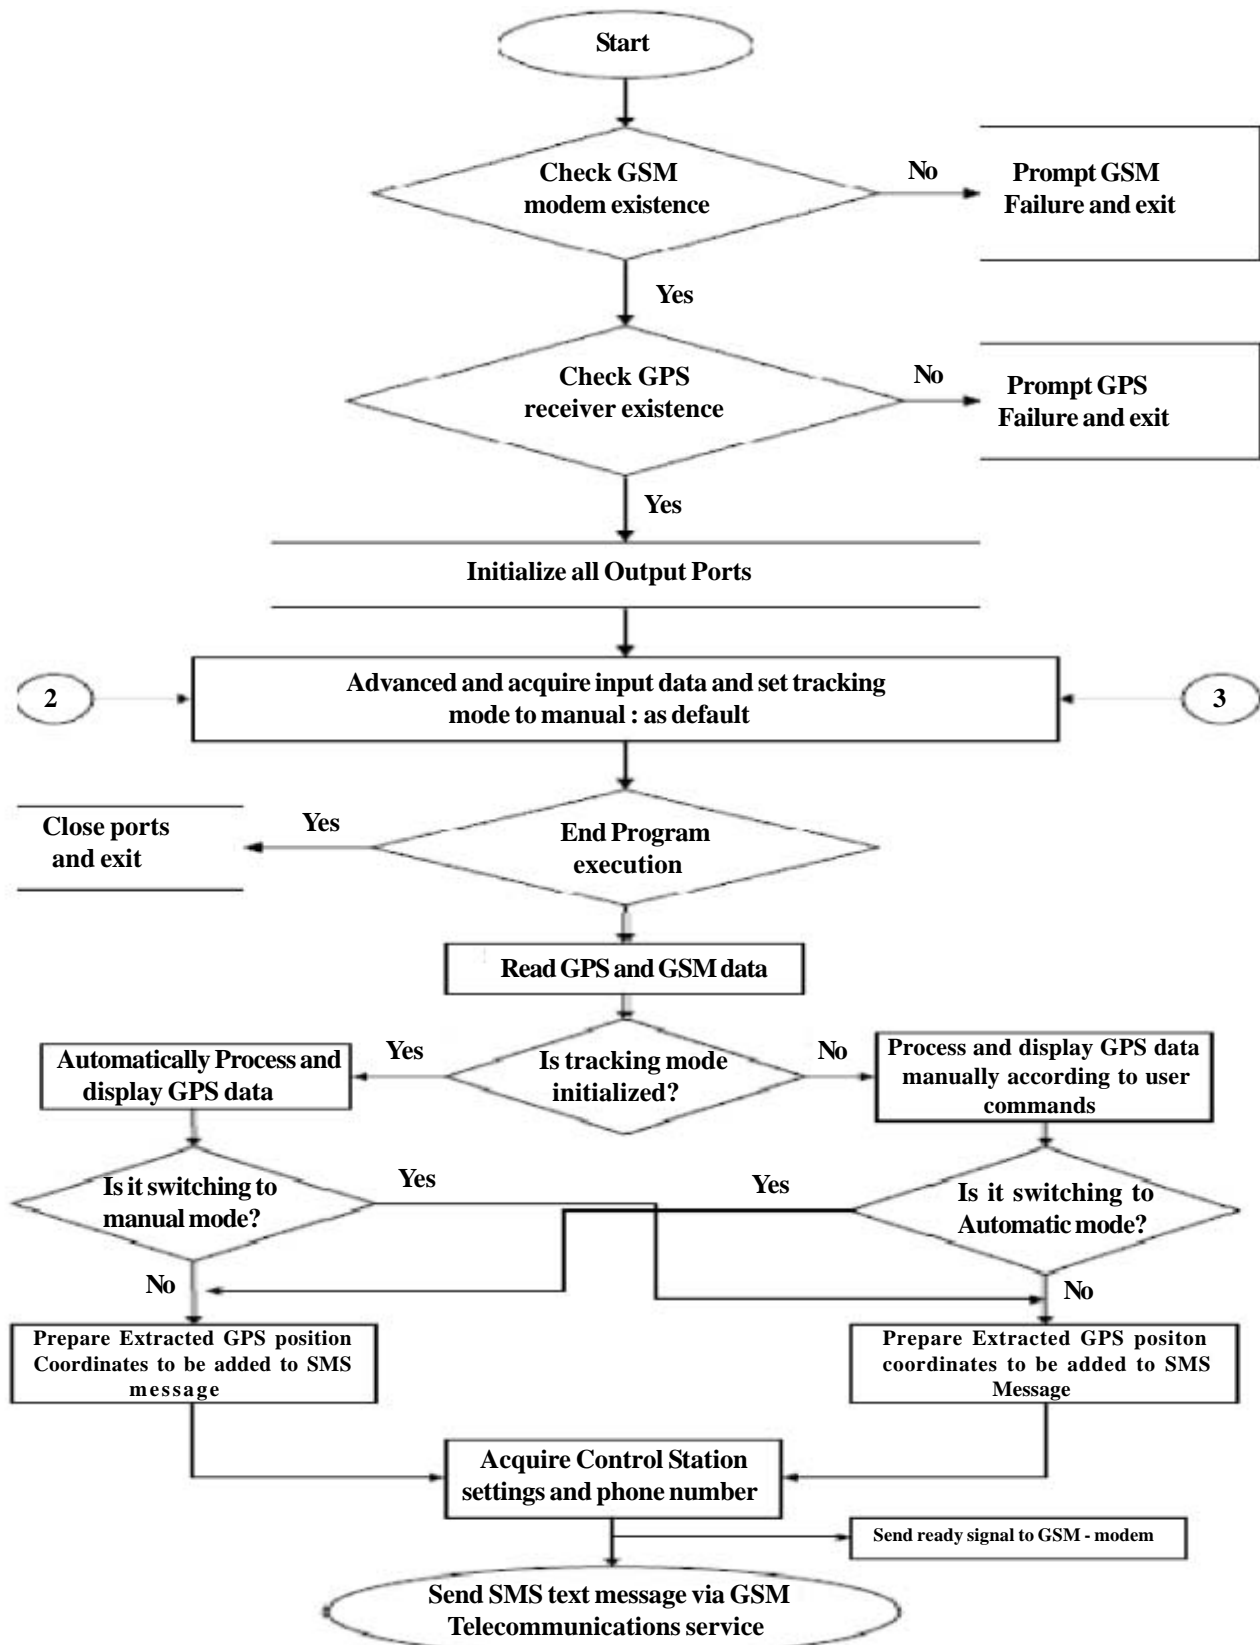 Start
Check GSM
modem existence
No
Prompt GSM
Failure and exit
Yes
Check GPS
receiver existence
No
Prompt GPS
Failure and exit
Yes
Initialize all Output Ports
2
Advanced and acquire input data and set tracking
mode to manual : as default
3
Close ports
and exit
Yes
End Program
execution
Read GPS and GSM data
Automatically Process and
display GPS data
Yes
Is tracking mode
initialized?
No
Process and display GPS data
manually according to user
commands
Is it switching to
manual mode?
Yes
Yes
Is it switching to
Automatic mode?
No
No
Prepare Extracted GPS position
Coordinates to be added to SMS
message
Prepare Extracted GPS positon
coordinates to be added to SMS
Message
Acquire Control Station
settings and phone number
Send ready signal to GSM - modem
Send SMS text message via GSM
Telecommunications service